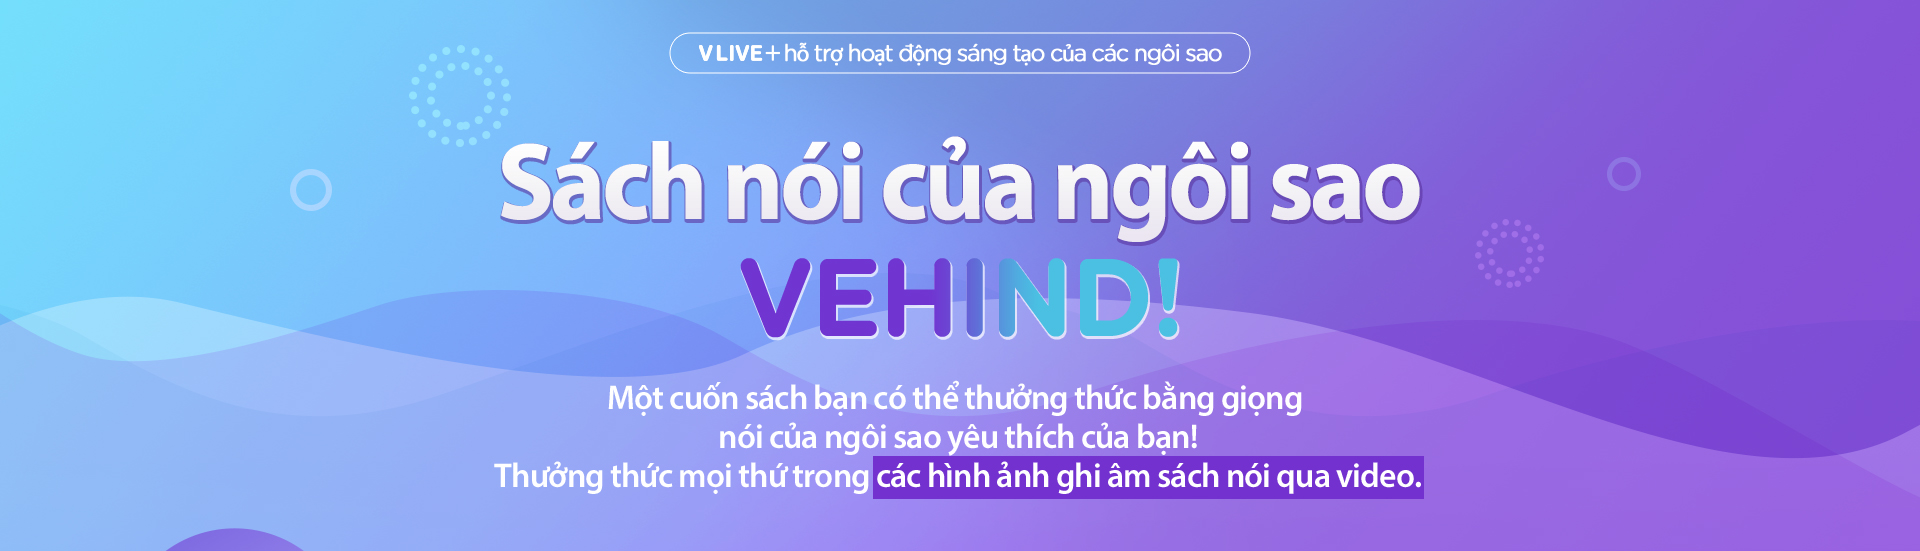 V LIVE+ hỗ trợ hoạt động sáng tạo của các ngôi sao
Sách nói của ngôi sao
VEHIND!
Một cuốn sách bạn có thể thưởng thức bằng giọng
nói của ngôi sao yêu thích của bạn!
Thưởng thức mọi thứ trong các hình ảnh ghi âm sách nói qua video.